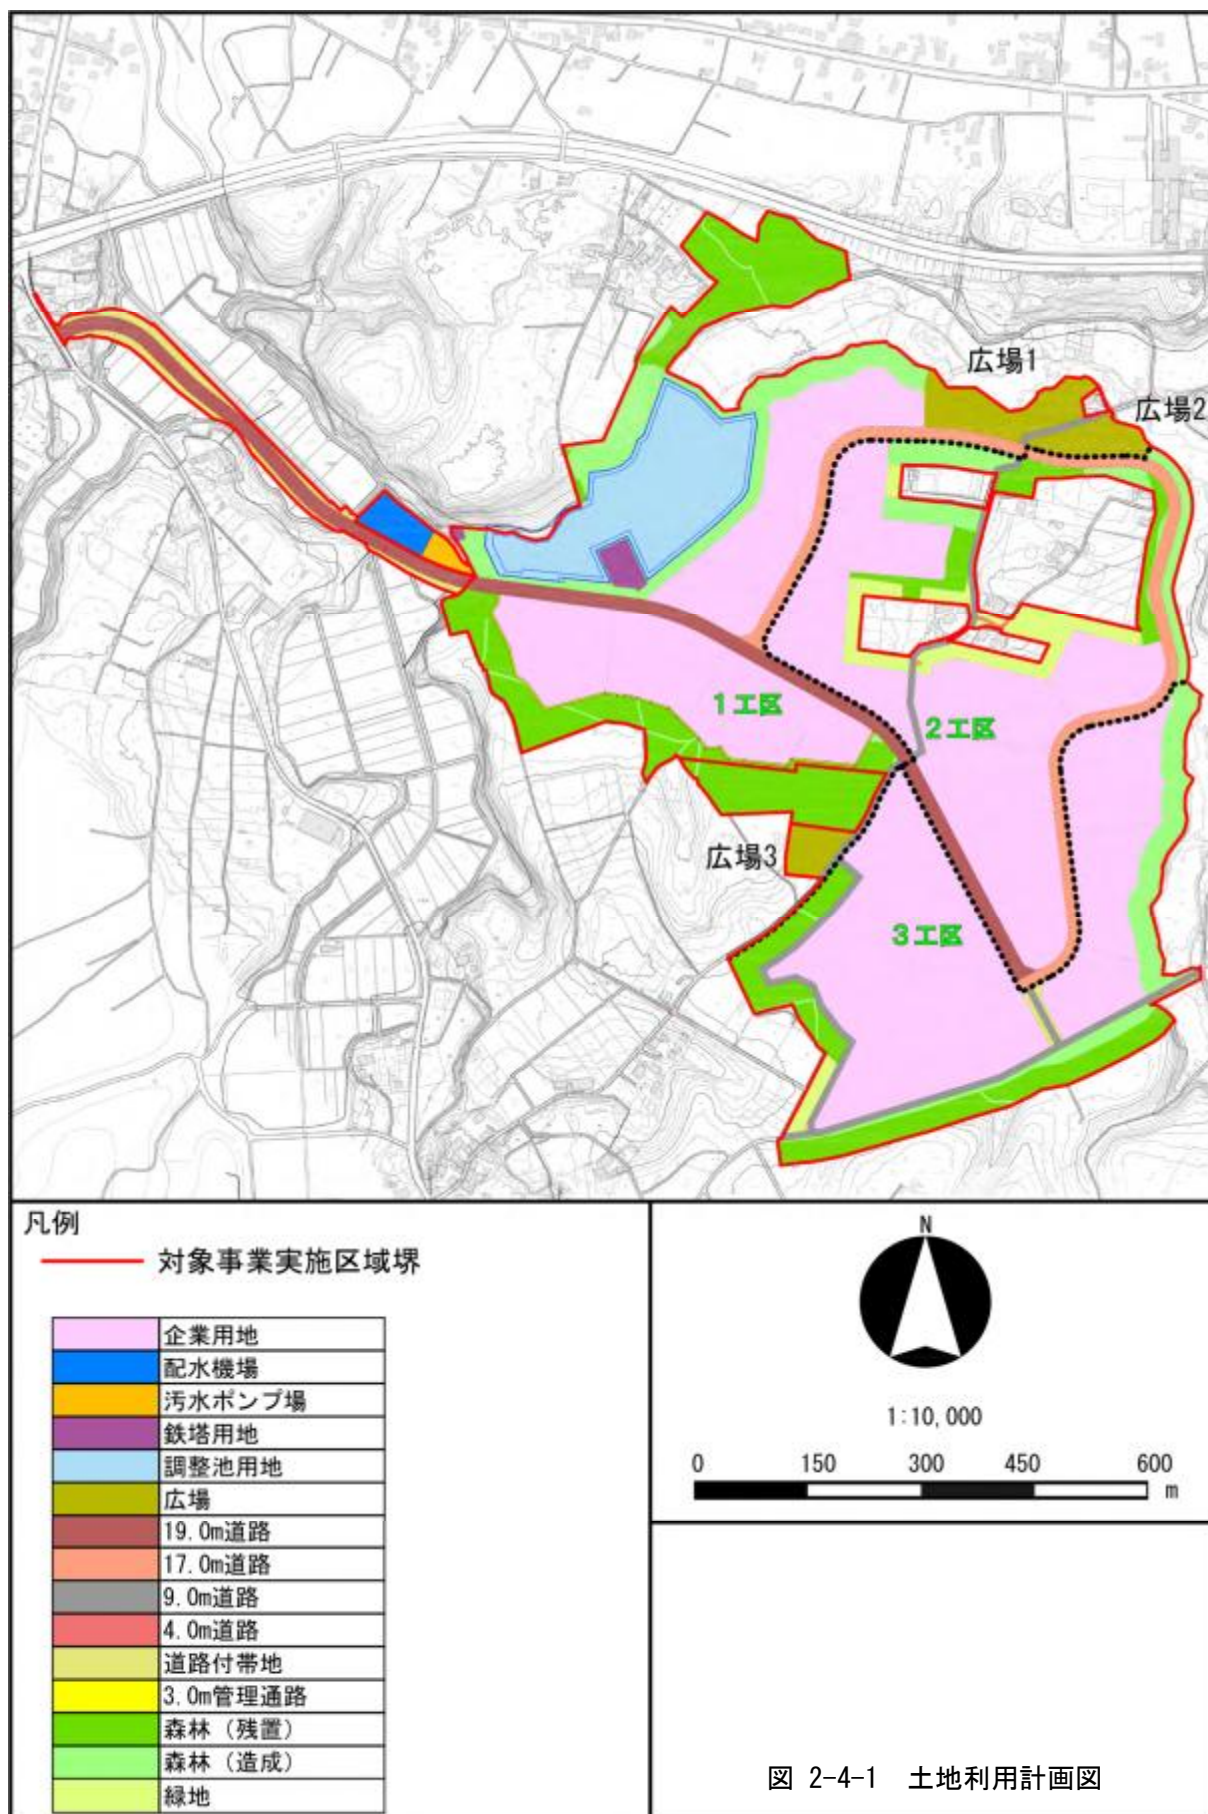 広場1
広場2
1工区
2工区
広場3
3工区
凡例
対象事業実施区域堺
企業用地
配水機場
汚水ポンプ場
鉄塔用地
調整池用地
広場
19.0m道路
17.0m道路
9.0m道路
4.0m道路
道路付帯地
3.0m管理通路
森林（残置）
森林（造成）
緑地
N
1:10,000
0 150 300 450 600
m
図 2-4-1 土地利用計画図